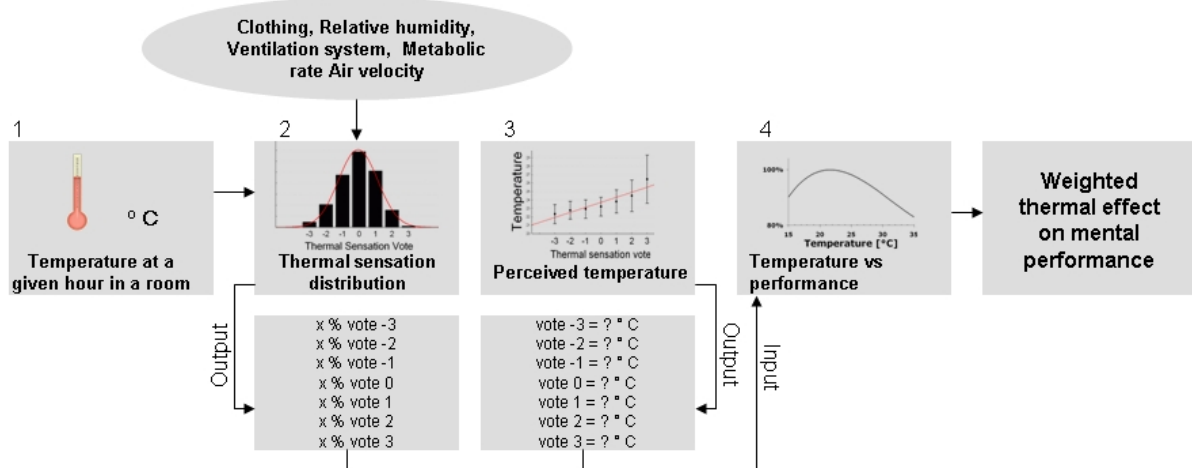 Clothing, Relative humidity,
Ventilation system, Metabolic
rate Air velocity
1
° C
Temperature at a
given hour in a room
2
-3 -2 -1 0 1 2 3
Thermal Sensation Vote
Thermal sensation
distribution
3
Temperature
-3 -2 -1 0 1 2 3
Thermal sensation vote
Perceived temperature
4
100%
80%
15 20 25 30 35
Temperature [°C]
Temperature vs
performance
Weighted
thermal effect
on mental
performance
Output
x % vote -3
x % vote -2
x % vote -1
x % vote 0
x % vote 1
x % vote 2
x % vote 3
vote -3 = ? ° C
vote -2 = ? ° C
vote -1 = ? ° C
vote 0 = ? ° C
vote 1 = ? ° C
vote 2 = ? ° C
vote 3 = ? ° C
Output
Input